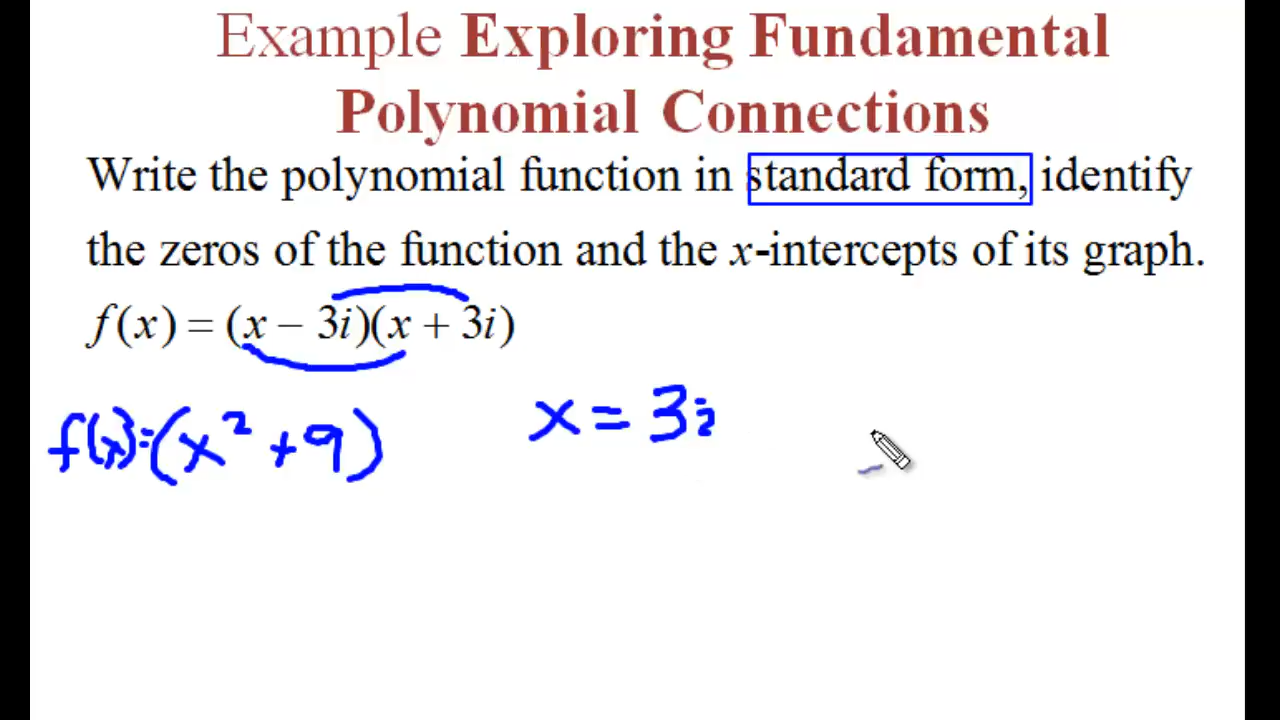 Example Exploring Fundamental
Polynomial Connections
Write the polynomial function in standard form, identify
the zeros of the function and the x-intercepts of its graph.
f(x) = (x − 3i)(x + 3i)
f(x)=(x² +9) x = 3i